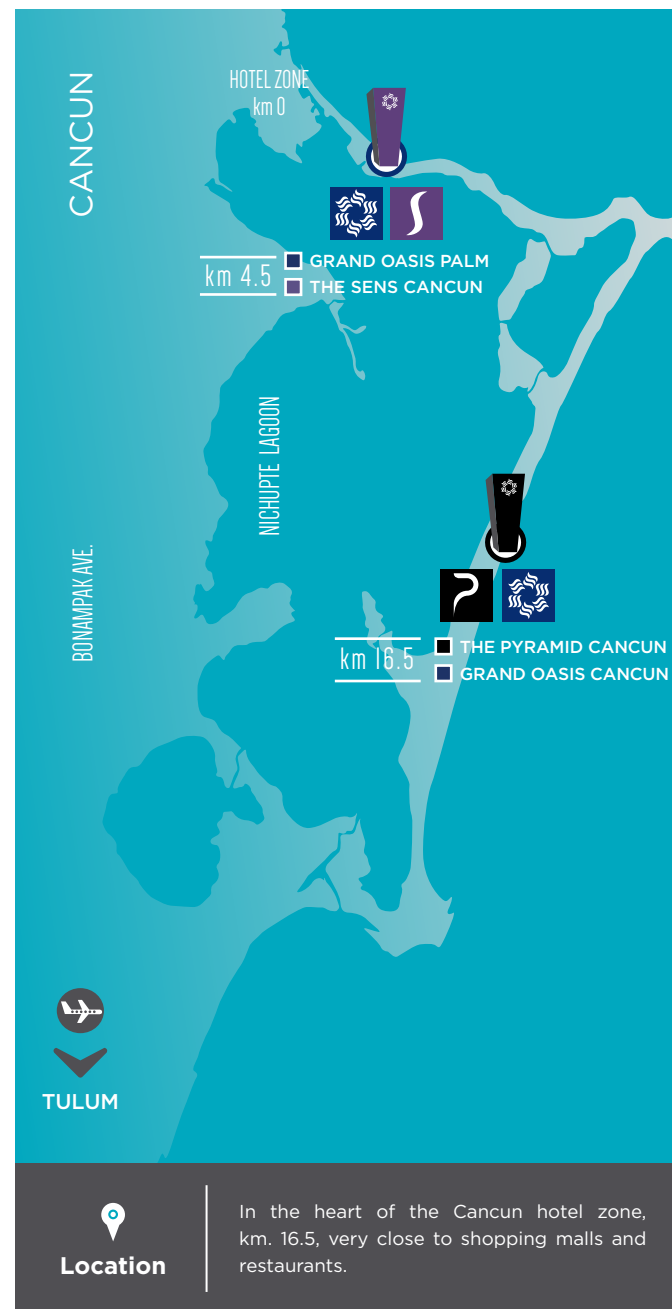 CANCUN
HOTEL ZONE
km 0
km 4.5
GRAND OASIS PALM
THE SENS CANCUN
NICHUPTE LAGOON
BONAMPAK AVE.
km 16.5
THE PYRAMID CANCUN
GRAND OASIS CANCUN
TULUM
Location
In the heart of the Cancun hotel zone,
km. 16.5, very close to shopping malls and
restaurants.